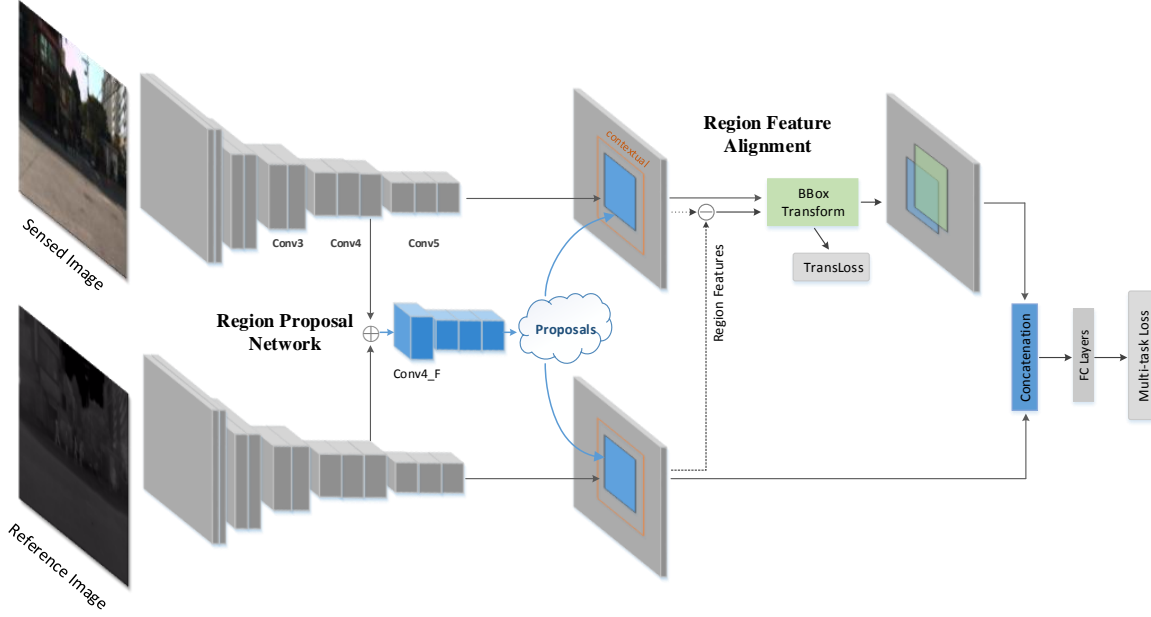 Sensed Image
Conv3
Conv4
Conv5
contextual
Region Feature
Alignment
BBox
Transform
TransLoss
Region Features
Region Proposal
Network
Conv4_F
Proposals
Concatenation
FC Layers
Multi-task Loss
Reference Image